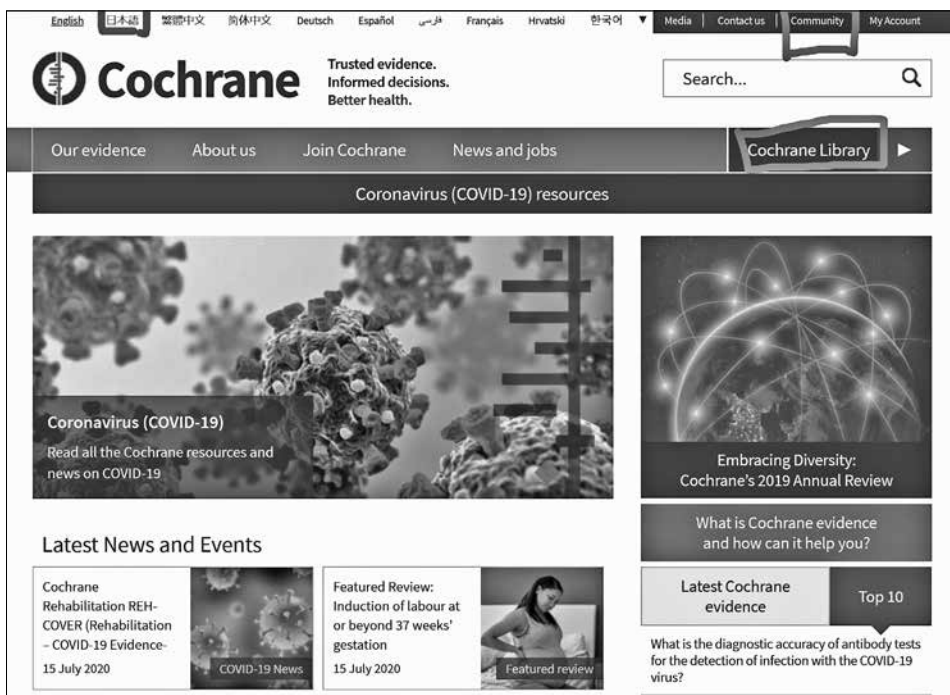 English 日本語 繁體中文 简体中文 Deutsch Español فارسی Français Hrvatski 한국어 ▼ Media | Contact us | Community | My Account
Cochrane
Trusted evidence.
Informed decisions.
Better health.
Search...
Our evidence About us Join Cochrane News and jobs Cochrane Library ▶
Coronavirus (COVID-19) resources
Coronavirus (COVID-19)
Read all the Cochrane resources and
news on COVID-19
Embracing Diversity:
Cochrane's 2019 Annual Review
What is Cochrane evidence
and how can it help you?
Latest News and Events
Cochrane
Rehabilitation REH-
COVER (Rehabilitation
– COVID-19 Evidence-
15 July 2020
COVID-19 News
Featured Review:
Induction of labour at
or beyond 37 weeks'
gestation
15 July 2020
Featured review
Latest Cochrane
evidence
Top 10
What is the diagnostic accuracy of antibody tests
for the detection of infection with the COVID-19
virus?